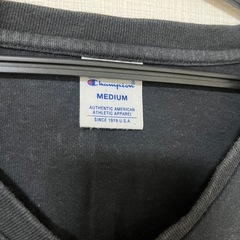 Champion
MEDIUM
AUTHENTIC AMERICAN
ATHLETIC APPAREL
SINCE 1919 U.S.A